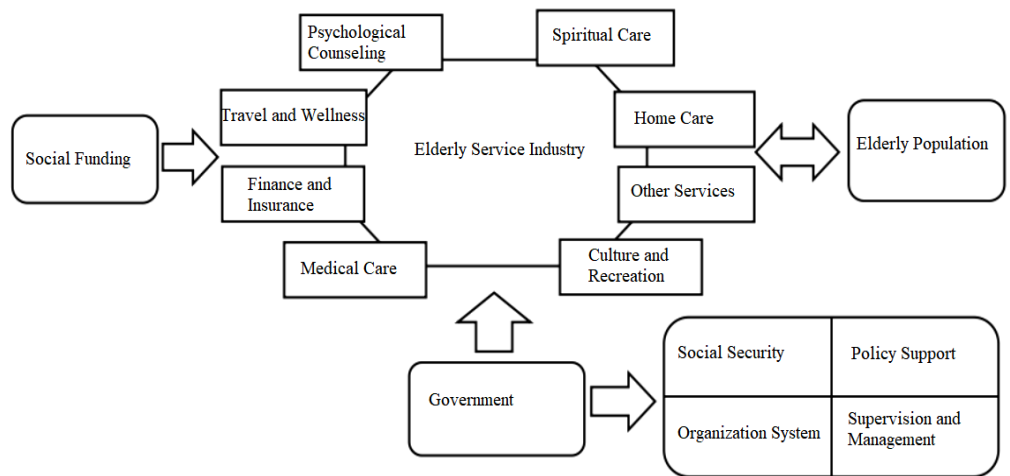 Psychological
Counseling
Spiritual Care
Travel and Wellness
Home Care
Social Funding
Elderly Service Industry
Elderly Population
Finance and
Insurance
Other Services
Medical Care
Culture and
Recreation
Government
Social Security
Policy Support
Organization System
Supervision and
Management